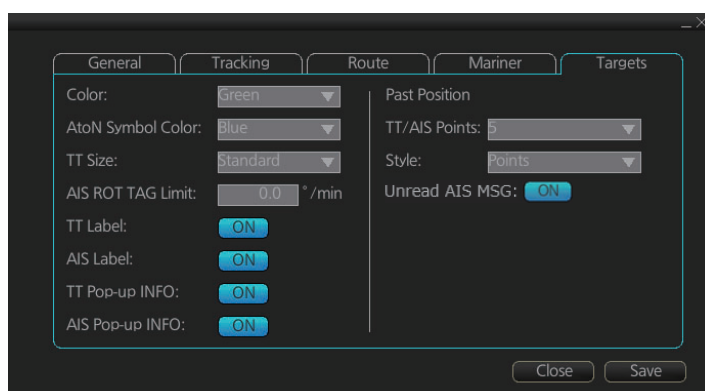 General
Tracking
Route
Mariner
Targets
Color: Green
AtoN Symbol Color: Blue
TT Size: Standard
AIS ROT TAG Limit: 0.0 °/min
TT Label: ON
AIS Label: ON
TT Pop-up INFO: ON
AIS Pop-up INFO: ON
Past Position
TT/AIS Points: 5
Style: Points
Unread AIS MSG: ON
Close
Save